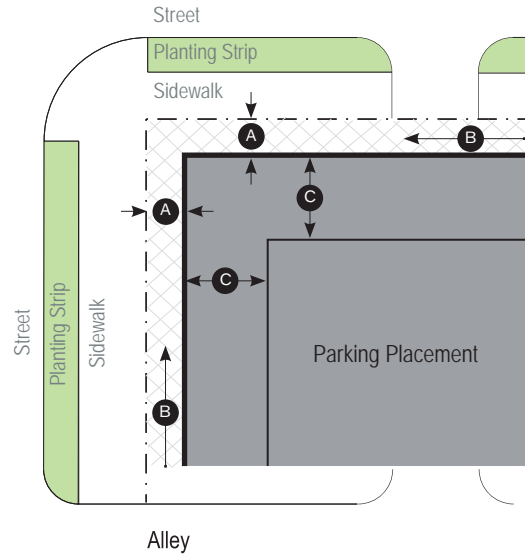 Street
Planting Strip
Sidewalk
A
B
A
C
C
Street
Planting Strip
Sidewalk
Parking Placement
B
Alley